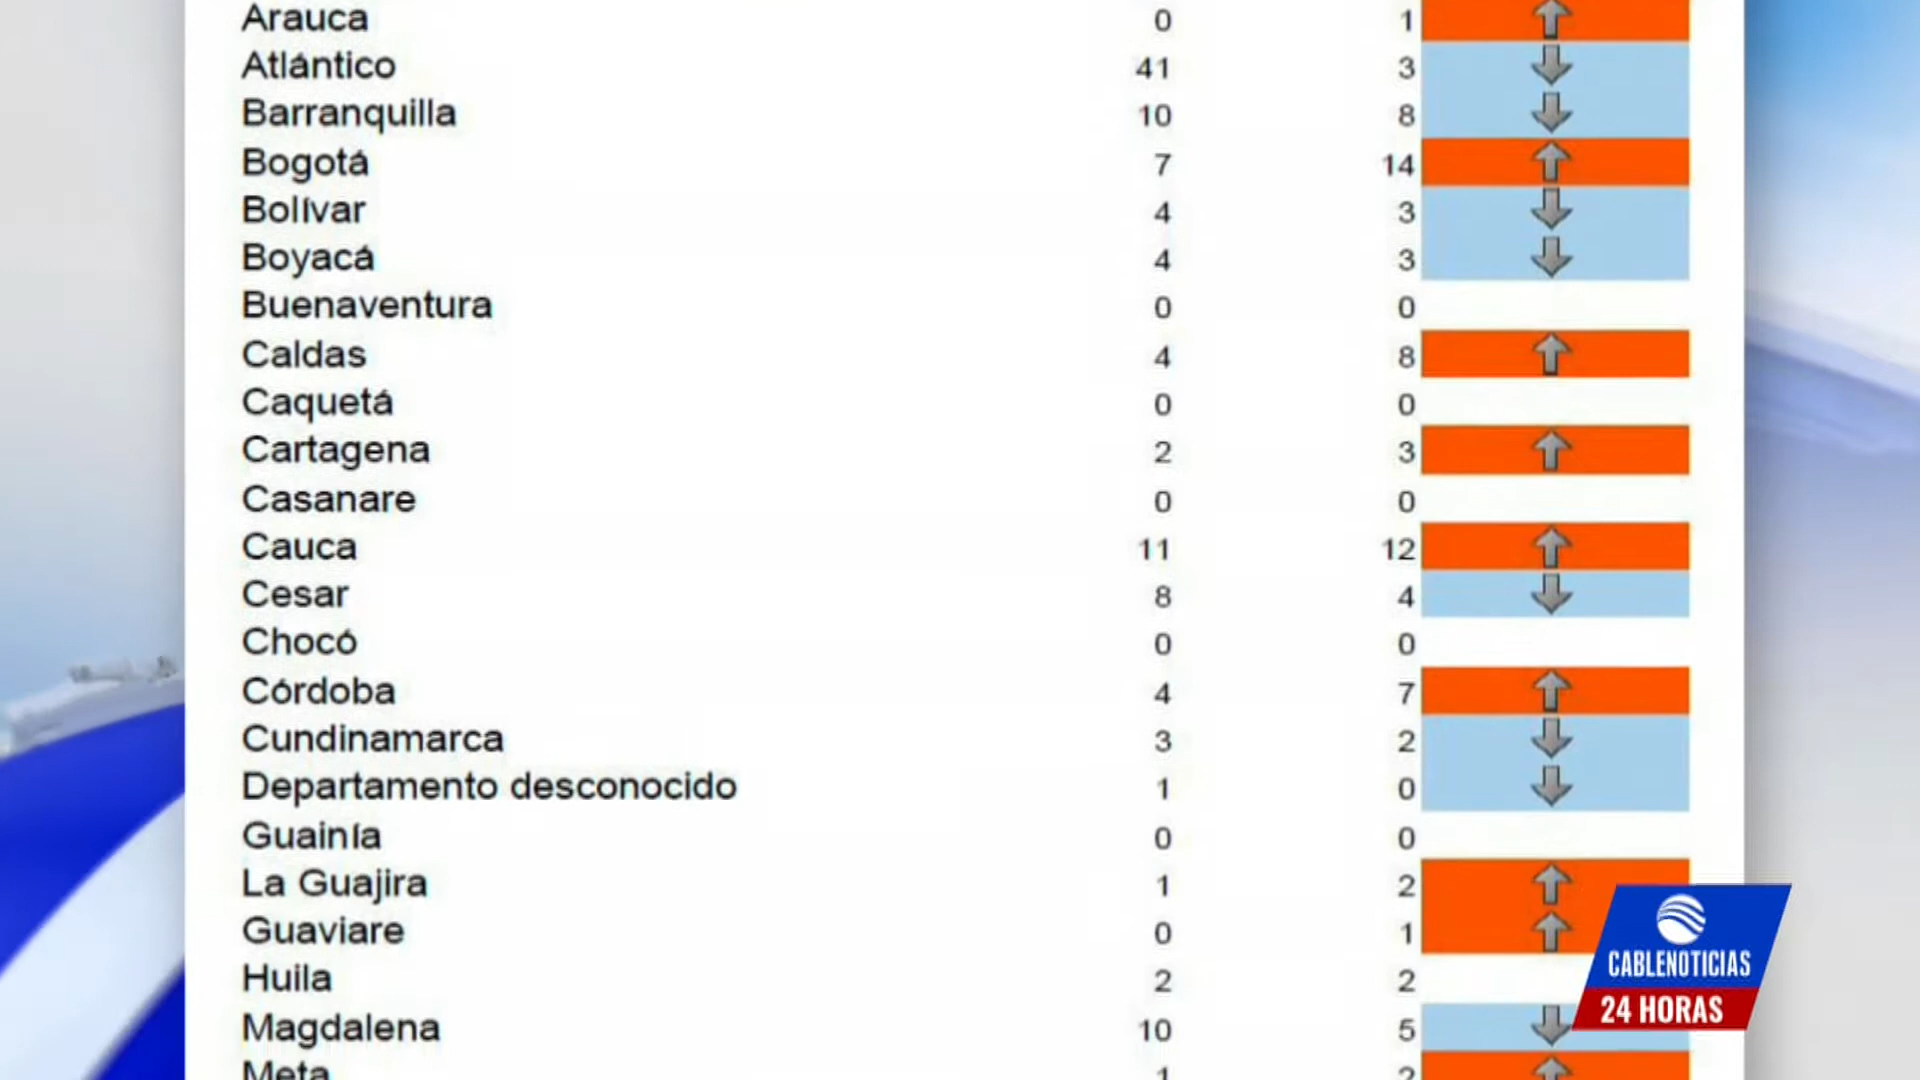 Arauca 0 1
Atlántico 41 3
Barranquilla 10 8
Bogotá 7 14
Bolívar 4 3
Boyacá 4 3
Buenaventura 0 0
Caldas 4 8
Caquetá 0 0
Cartagena 2 3
Casanare 0 0
Cauca 11 12
Cesar 8 4
Chocó 0 0
Córdoba 4 7
Cundinamarca 3 2
Departamento desconocido 1 0
Guainía 0 0
La Guajira 1 2
Guaviare 0 1
Huila 2 2
Magdalena 10 5
Meta 1 2
CABLENOTICIAS
24 HORAS